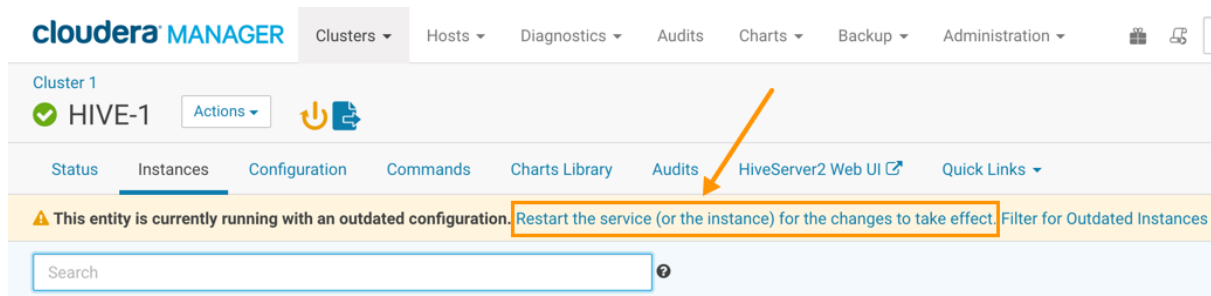 cloudera MANAGER Clusters Hosts Diagnostics Audits Charts Backup Administration
Cluster 1
HIVE-1 Actions
Status Instances Configuration Commands Charts Library Audits HiveServer2 Web UI Quick Links
This entity is currently running with an outdated configuration. Restart the service (or the instance) for the changes to take effect. Filter for Outdated Instances
Search